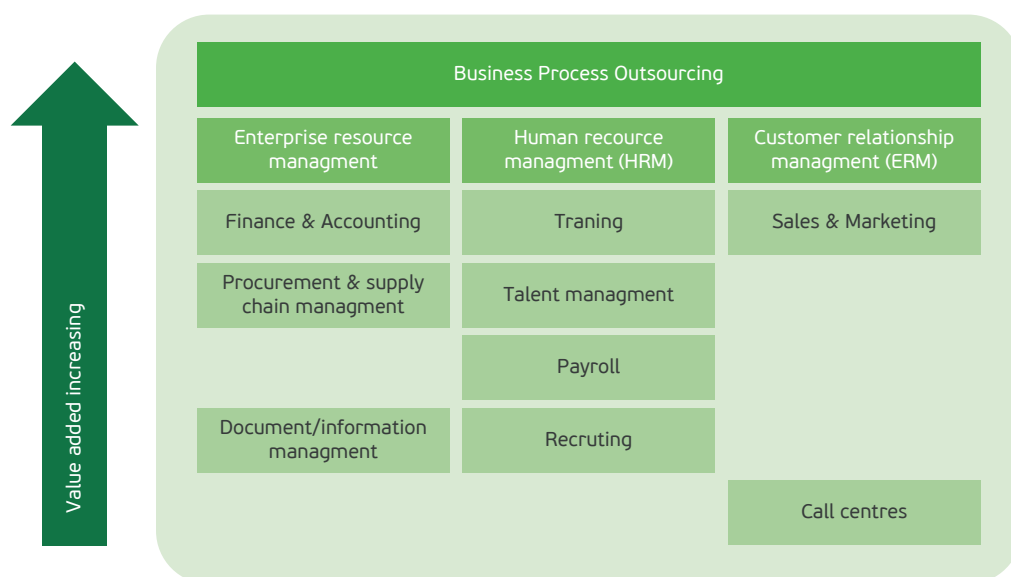 Business Process Outsourcing
Enterprise resource
managment
Human recource
managment (HRM)
Customer relationship
managment (ERM)
Finance & Accounting
Traning
Sales & Marketing
Procurement & supply
chain managment
Talent managment
Payroll
Document/information
managment
Recruting
Call centres
Value added increasing